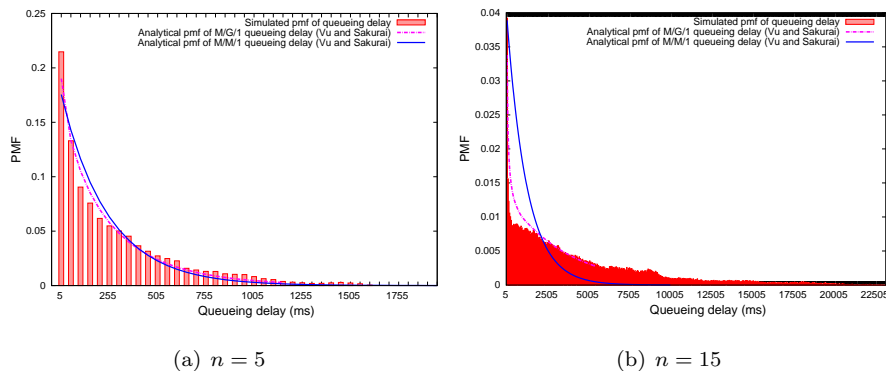 0.25
0.2
0.15
0.1
0.05
0
PMF
Simulated pmf of queueing delay
Analytical pmf of M/G/1 queueing delay (Vu and Sakurai)
Analytical pmf of M/M/1 queueing delay (Vu and Sakurai)
5 255 505 755 1005 1255 1505 1755
Queueing delay (ms)
(a) n = 5
0.04
0.035
0.03
0.025
0.02
0.015
0.01
0.005
0
PMF
Simulated pmf of queueing delay
Analytical pmf of M/G/1 queueing delay (Vu and Sakurai)
Analytical pmf of M/M/1 queueing delay (Vu and Sakurai)
5 2505 5005 7505 10005 12505 15005 17505 20005 22505
Queueing delay (ms)
(b) n = 15